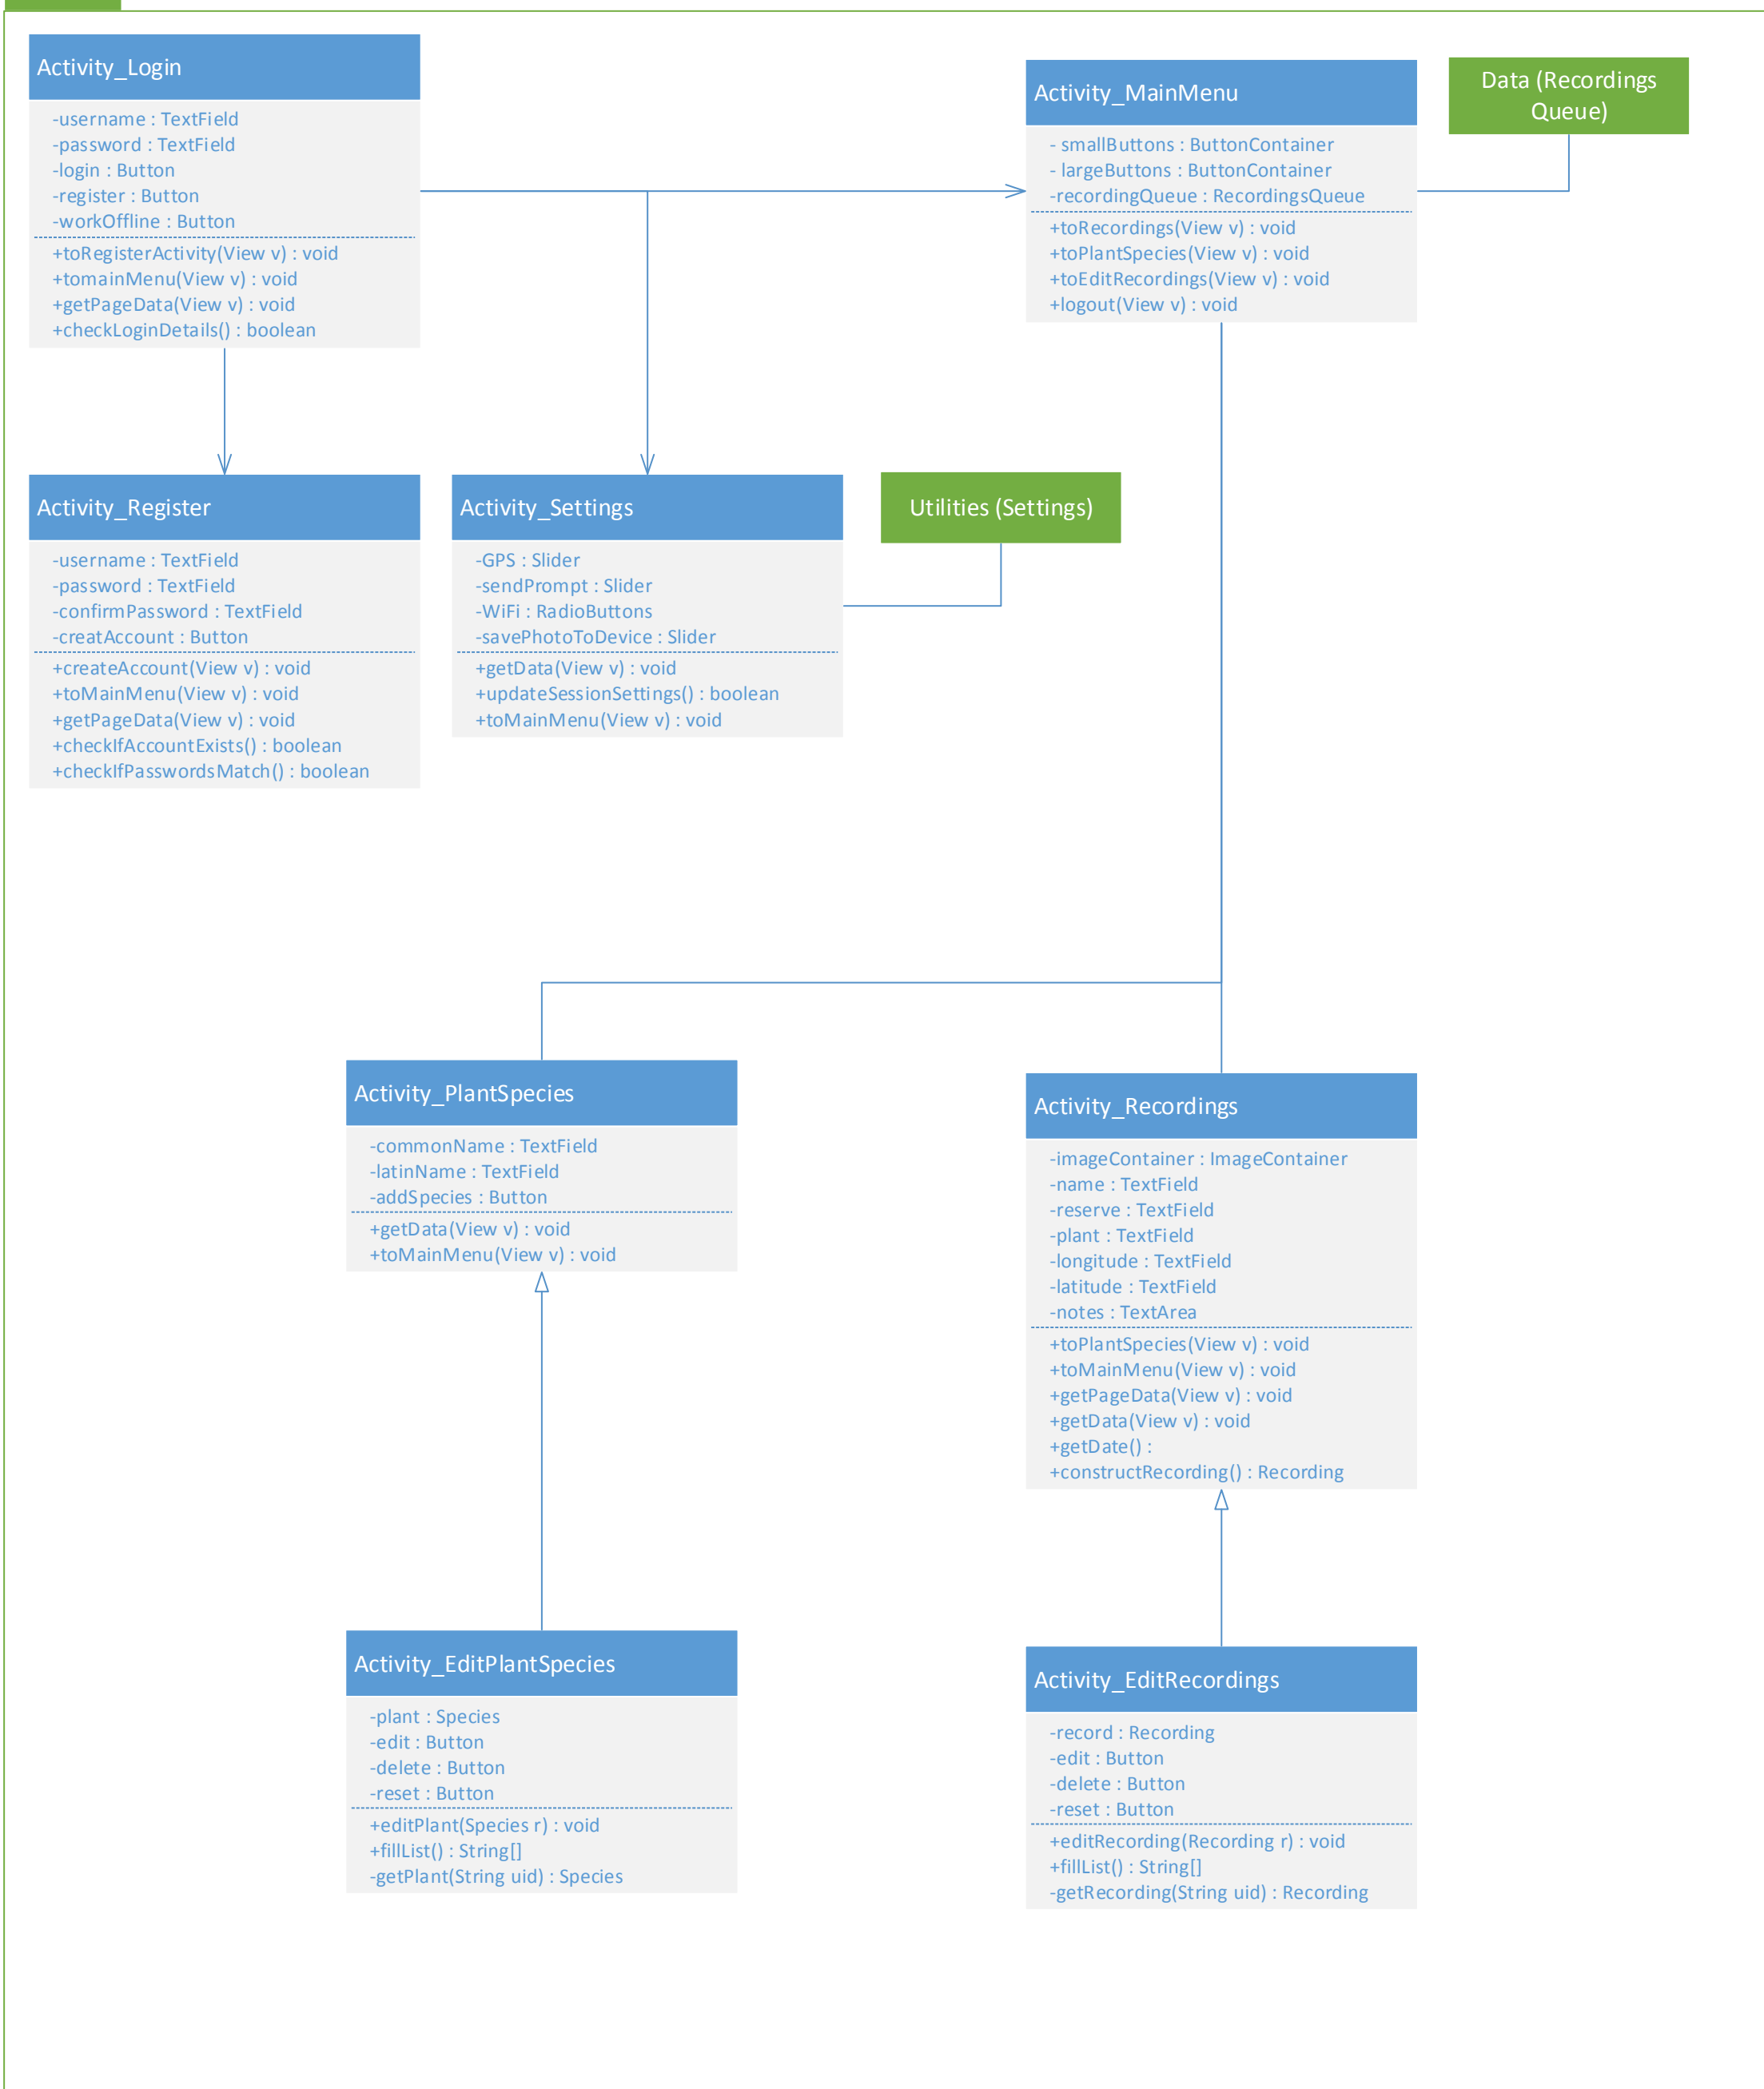 Activity_Login
-username : TextField
-password : TextField
-login : Button
-register : Button
-workOffline : Button
+toRegisterActivity(View v) : void
+tomainMenu(View v) : void
+getPageData(View v) : void
+checkLoginDetails() : boolean
Activity_MainMenu
- smallButtons : ButtonContainer
- largeButtons : ButtonContainer
-recordingQueue : RecordingsQueue
+toRecordings(View v) : void
+toPlantSpecies(View v) : void
+toEditRecordings(View v) : void
+logout(View v) : void
Data (Recordings
Queue)
Activity_Register
-username : TextField
-password : TextField
-confirmPassword : TextField
-creatAccount : Button
+createAccount(View v) : void
+toMainMenu(View v) : void
+getPageData(View v) : void
+checkIfAccountExists() : boolean
+checkIfPasswordsMatch() : boolean
Activity_Settings
-GPS : Slider
-sendPrompt : Slider
-WiFi : RadioButtons
-savePhotoToDevice : Slider
+getData(View v) : void
+updateSessionSettings() : boolean
+toMainMenu(View v) : void
Utilities (Settings)
Activity_PlantSpecies
-commonName : TextField
-latinName : TextField
-addSpecies : Button
+getData(View v) : void
+toMainMenu(View v) : void
Activity_Recordings
-imageContainer : ImageContainer
-name : TextField
-reserve : TextField
-plant : TextField
-longitude : TextField
-latitude : TextField
-notes : TextArea
+toPlantSpecies(View v) : void
+toMainMenu(View v) : void
+getPageData(View v) : void
+getData(View v) : void
+getDate() :
+constructRecording() : Recording
Activity_EditPlantSpecies
-plant : Species
-edit : Button
-delete : Button
-reset : Button
+editPlant(Species r) : void
+fillList() : String[]
-getPlant(String uid) : Species
Activity_EditRecordings
-record : Recording
-edit : Button
-delete : Button
-reset : Button
+editRecording(Recording r) : void
+fillList() : String[]
-getRecording(String uid) : Recording